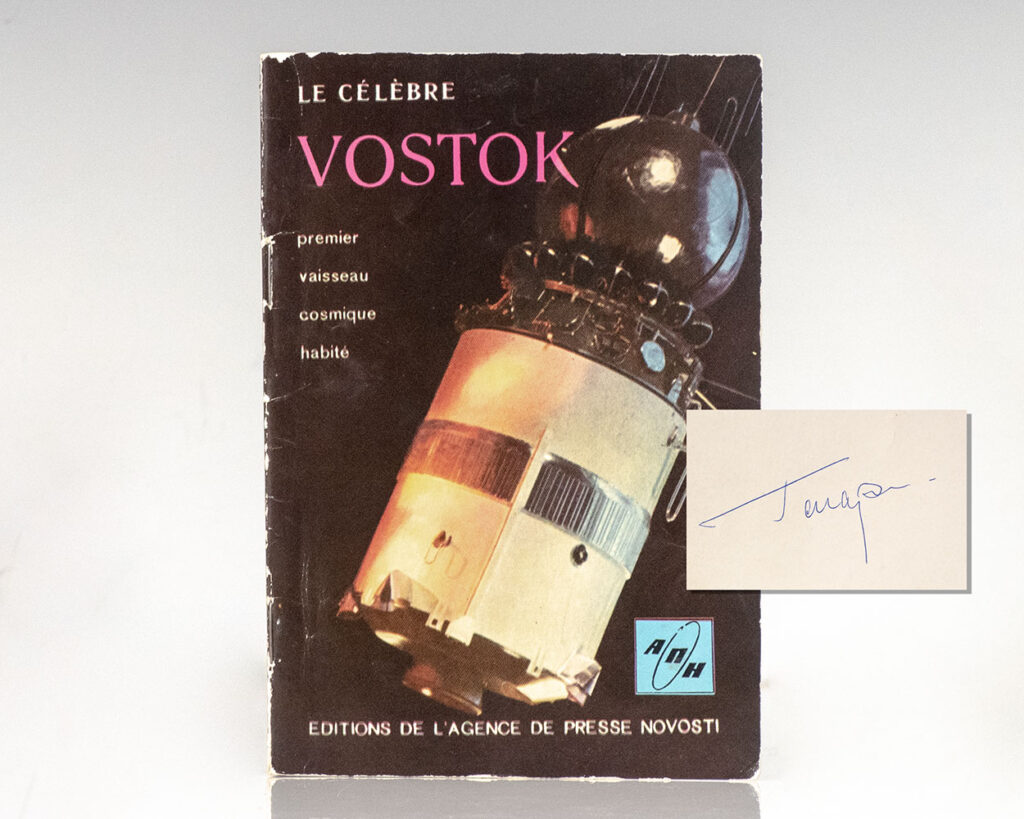 LE CÉLÈBRE
VOSTOK
premier
vaisseau
cosmique
habité
АПН
EDITIONS DE L'AGENCE DE PRESSE NOVOSTI